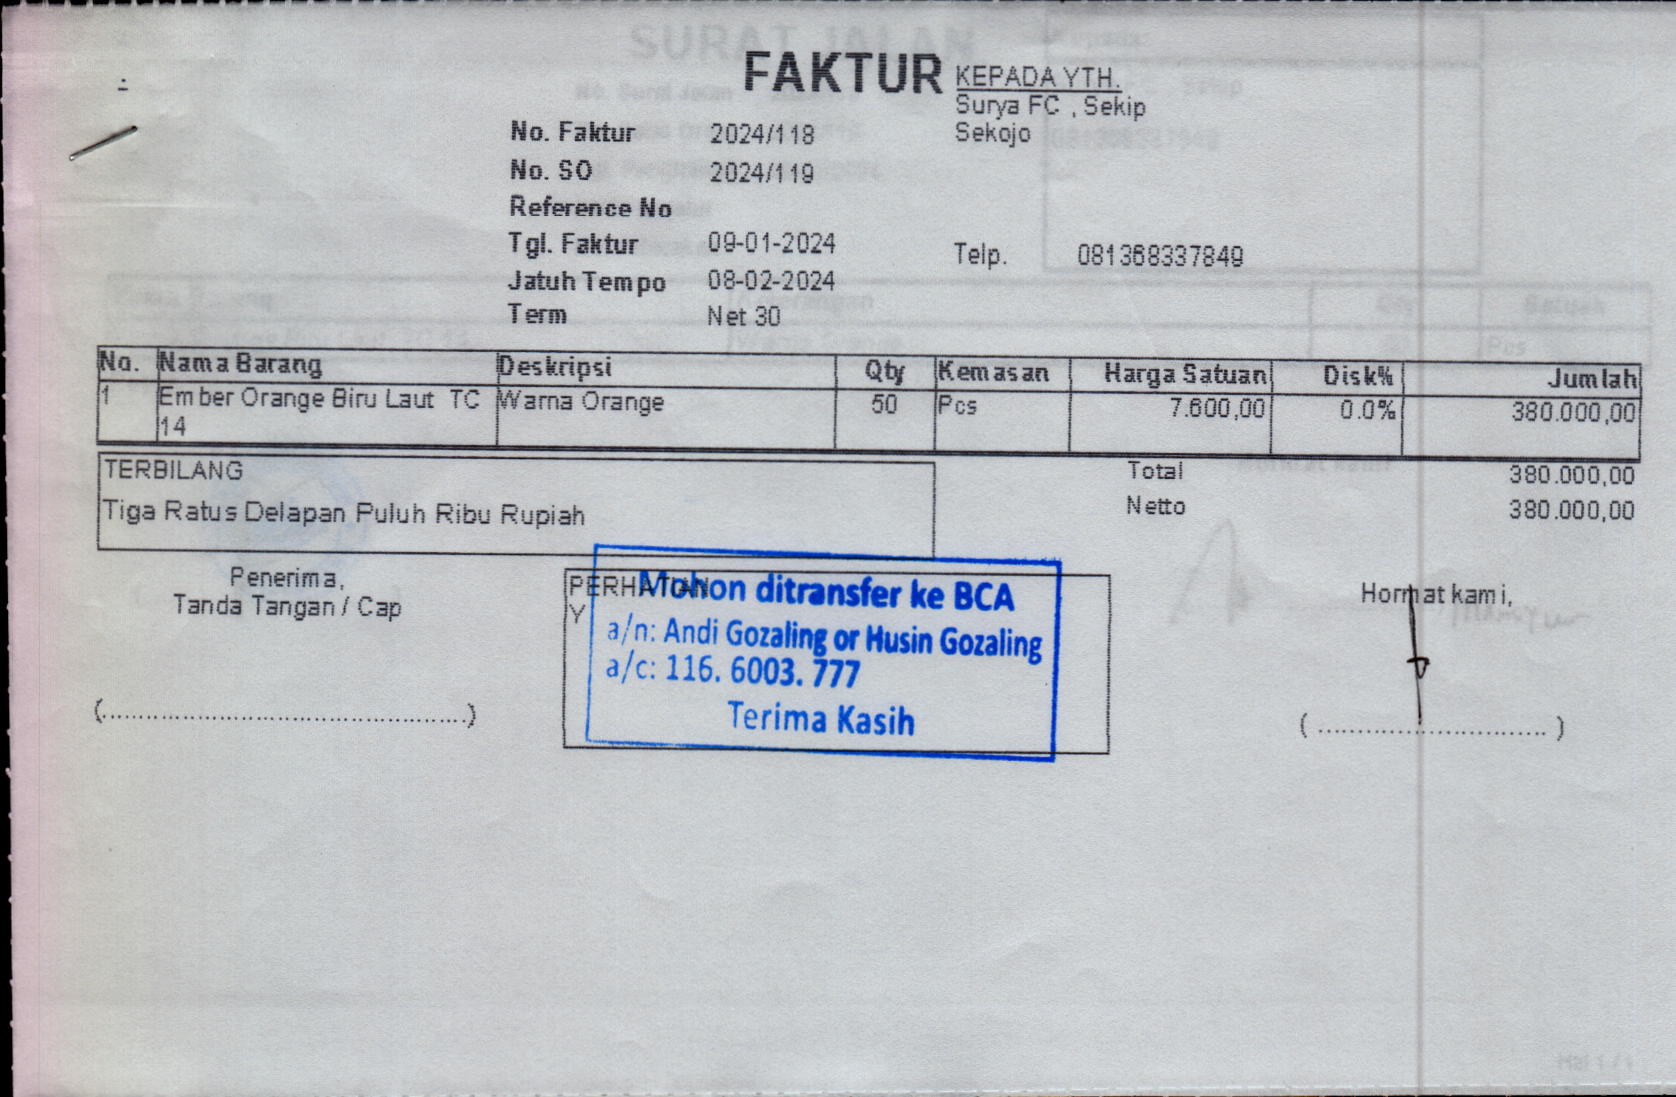 FAKTUR
KEPADA YTH.
Surya FC , Sekip
Sekojo
No. Faktur 2024/118
No. SO 2024/119
Reference No
Tgl. Faktur 09-01-2024
Telp. 081368337849
Jatuh Tempo 08-02-2024
Term Net 30
No. Nama Barang Deskripsi Qty Kemasan Harga Satuan Disk% Jumlah
1 Ember Orange Biru Laut TC Warna Orange 50 Pcs 7.600,00 0.0% 380.000,00
14
TERBILANG
Tiga Ratus Delapan Puluh Ribu Rupiah
Total 380.000,00
Netto 380.000,00
Penerima,
Tanda Tangan / Cap
(..............................................)
PERHATIAN
Y
Mohon ditransfer ke BCA
a/n: Andi Gozaling or Husin Gozaling
a/c: 116. 6003. 777
Terima Kasih
Hormat kami,
( ............................. )